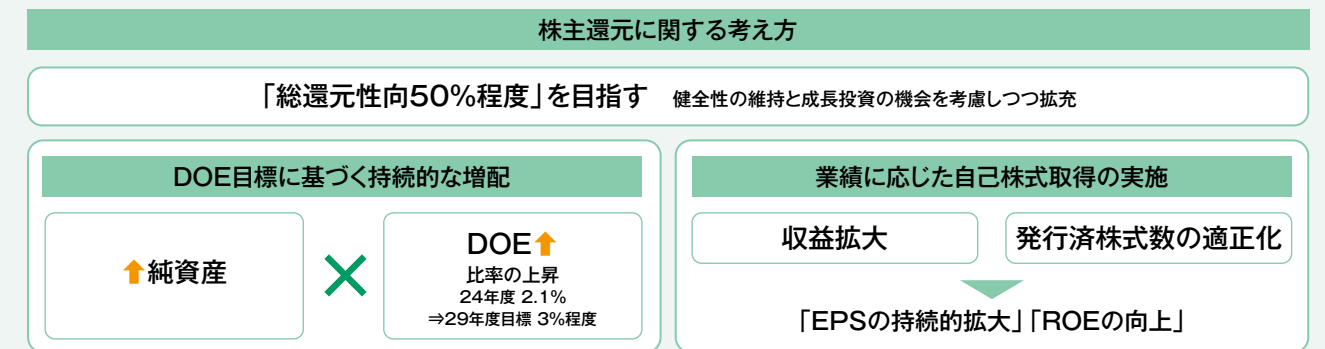 株主還元に関する考え方
「総還元性向50%程度」を目指す 健全性の維持と成長投資の機会を考慮しつつ拡充
DOE目標に基づく持続的な増配
⬆純資産
×
DOE⬆
比率の上昇
24年度 2.1%
⇒29年度目標 3%程度
業績に応じた自己株式取得の実施
収益拡大
発行済株式数の適正化
「EPSの持続的拡大」「ROEの向上」